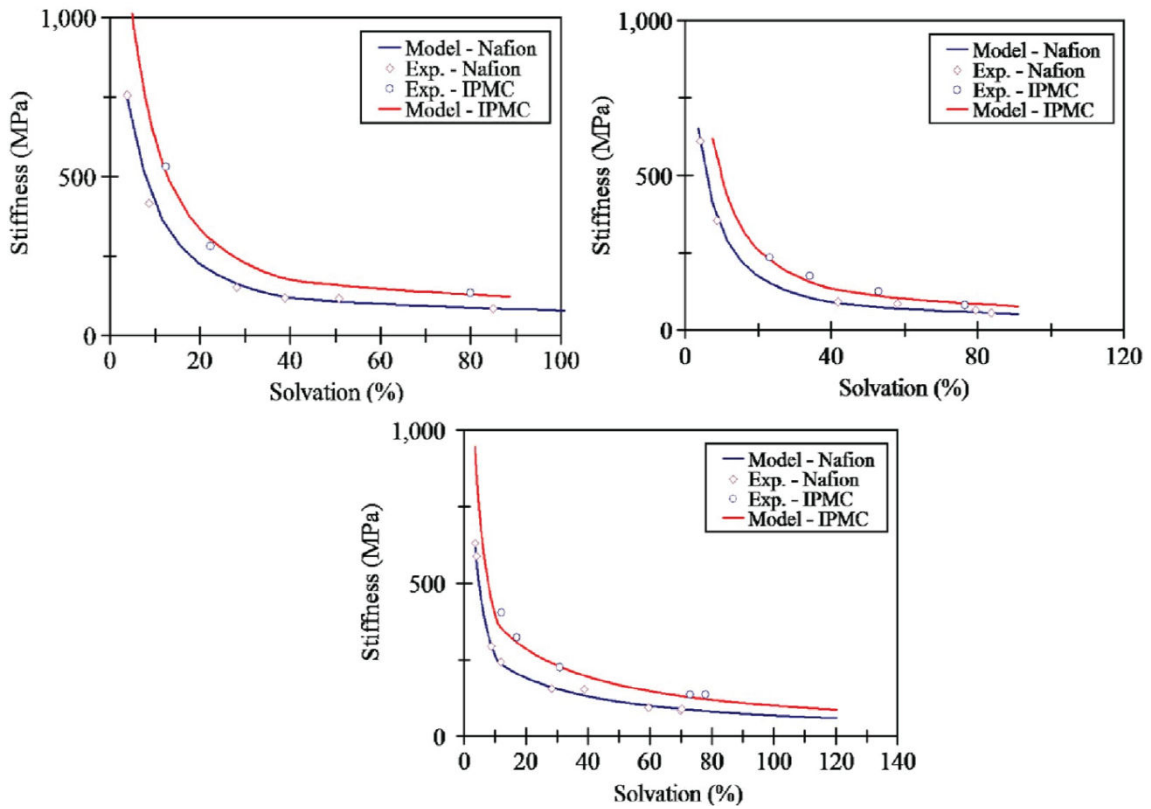 1,000
500
0
Stiffness (MPa)
0 20 40 60 80 100
Solvation (%)
Model - Nafion
Exp. - Nafion
Exp. - IPMC
Model - IPMC
1,000
500
0
Stiffness (MPa)
0 40 80 120
Solvation (%)
Model - Nafion
Exp. - Nafion
Exp. - IPMC
Model - IPMC
1,000
500
0
Stiffness (MPa)
0 20 40 60 80 100 120 140
Solvation (%)
Model - Nafion
Exp. - Nafion
Exp. - IPMC
Model - IPMC